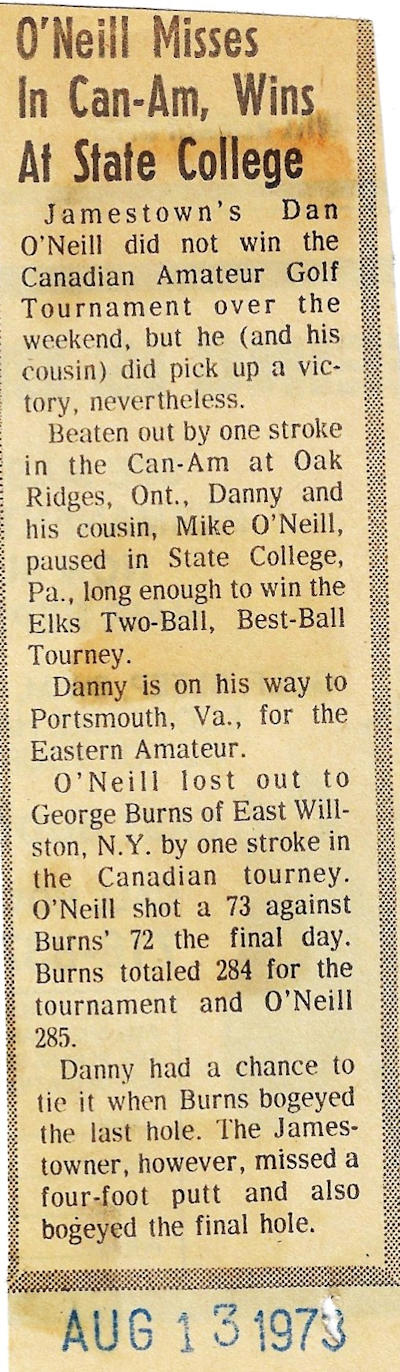 O'Neill Misses
In Can-Am, Wins
At State College
Jamestown's Dan
O'Neill did not win the
Canadian Amateur Golf
Tournament over the
weekend, but he (and his
cousin) did pick up a vic-
tory, nevertheless.
Beaten out by one stroke
in the Can-Am at Oak
Ridges, Ont., Danny and
his cousin, Mike O'Neill,
paused in State College,
Pa., long enough to win the
Elks Two-Ball, Best-Ball
Tourney.
Danny is on his way to
Portsmouth, Va., for the
Eastern Amateur.
O'Neill lost out to
George Burns of East Will-
ston, N.Y. by one stroke in
the Canadian tourney.
O'Neill shot a 73 against
Burns' 72 the final day.
Burns totaled 284 for the
tournament and O'Neill
285.
Danny had a chance to
tie it when Burns bogeyed
the last hole. The James-
towner, however, missed a
four-foot putt and also
bogeyed the final hole.
AUG 13 1973